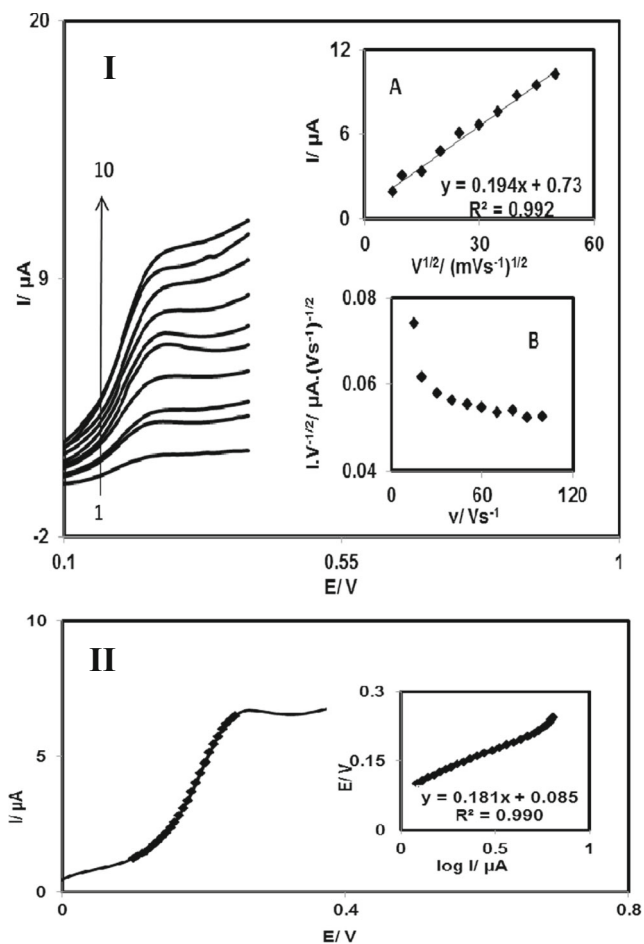 20
I
12
A
10
I/ µA
6
y = 0.194x + 0.73
R² = 0.992
0
0 30 60
V1/2/ (mVs-1)1/2
I/ µA
9
0.08
B
I.V-1/2/ µA.(Vs-1)-1/2
0.06
0.04
0 60 120
v/ Vs-1
1
-2
0.1 0.55 1
E/ V
10
II
0.3
E/ V
0.15
y = 0.181x + 0.085
R² = 0.990
0
0 0.5 1
log I/ µA
I/ µA
5
0
0 0.4 0.8
E/ V